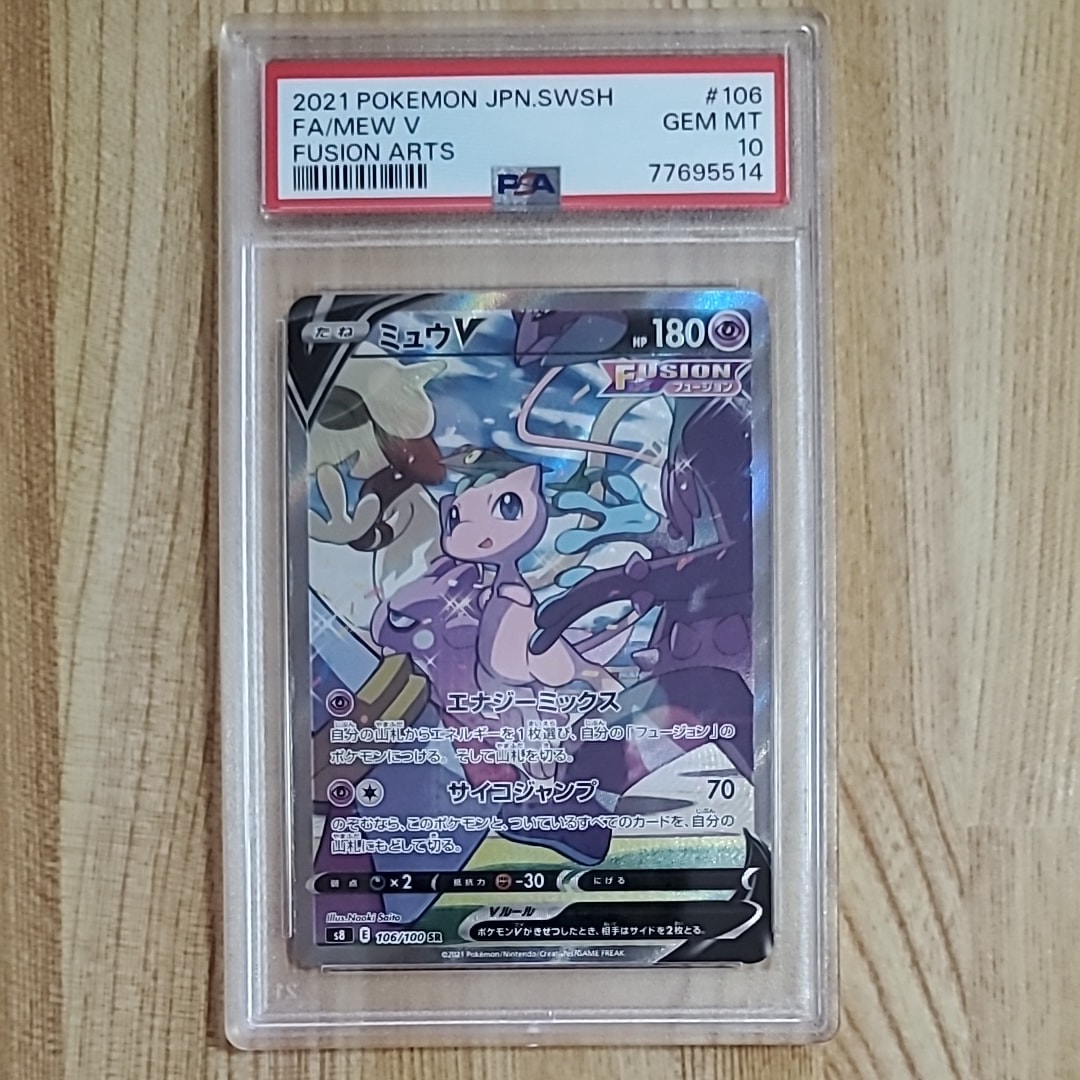 2021 POKEMON JPN.SWSH #106
FA/MEW V GEM MT
FUSION ARTS 10
77695514
PSA
たね ミュウV HP 180
FUSION
フュージョン
エナジーミックス
自分の山札からエネルギーを1枚選び、自分の「フュージョン」の
ポケモンにつける。そして山札を切る。
サイコジャンプ 70
のぞむなら、このポケモンと、ついているすべてのカードを、自分の
山札にもどして切る。
弱点 ×2 抵抗力 -30 にげる
Illus. Naoki Saito
Vルール
ポケモンVがきぜつしたとき、相手はサイドを2枚とる。
s8 E 106/100 SR
©2021 Pokémon/Nintendo/Creatures/GAME FREAK.